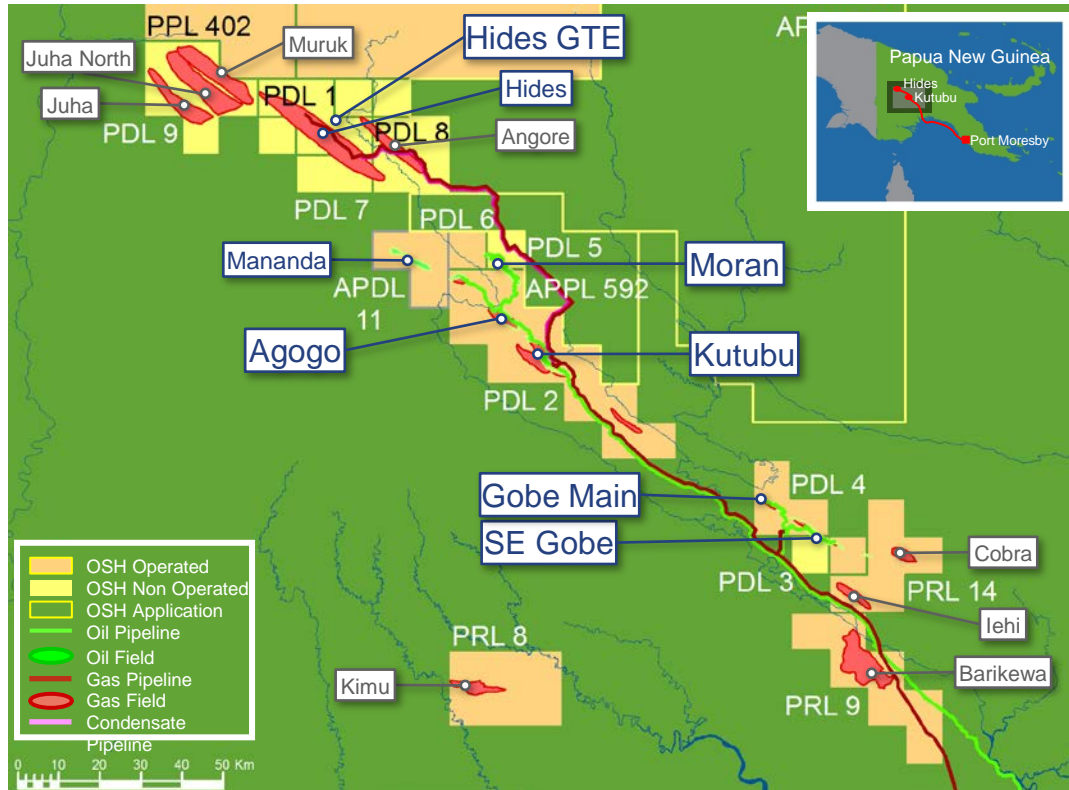 PPL 402
Muruk
Hides GTE
AP
Juha North
Hides
Juha
PDL 1
PDL 9
PDL 8
Angore
PDL 7
PDL 6
PDL 5
Mananda
Moran
APDL
11
APPL 592
Agogo
Kutubu
PDL 2
Gobe Main
PDL 4
SE Gobe
Cobra
PDL 3
PRL 14
Iehi
PRL 8
Kimu
Barikewa
PRL 9
Papua New Guinea
Hides
Kutubu
Port Moresby
OSH Operated
OSH Non Operated
OSH Application
Oil Pipeline
Oil Field
Gas Pipeline
Gas Field
Condensate
Pipeline
0 10 20 30 40 50 Km